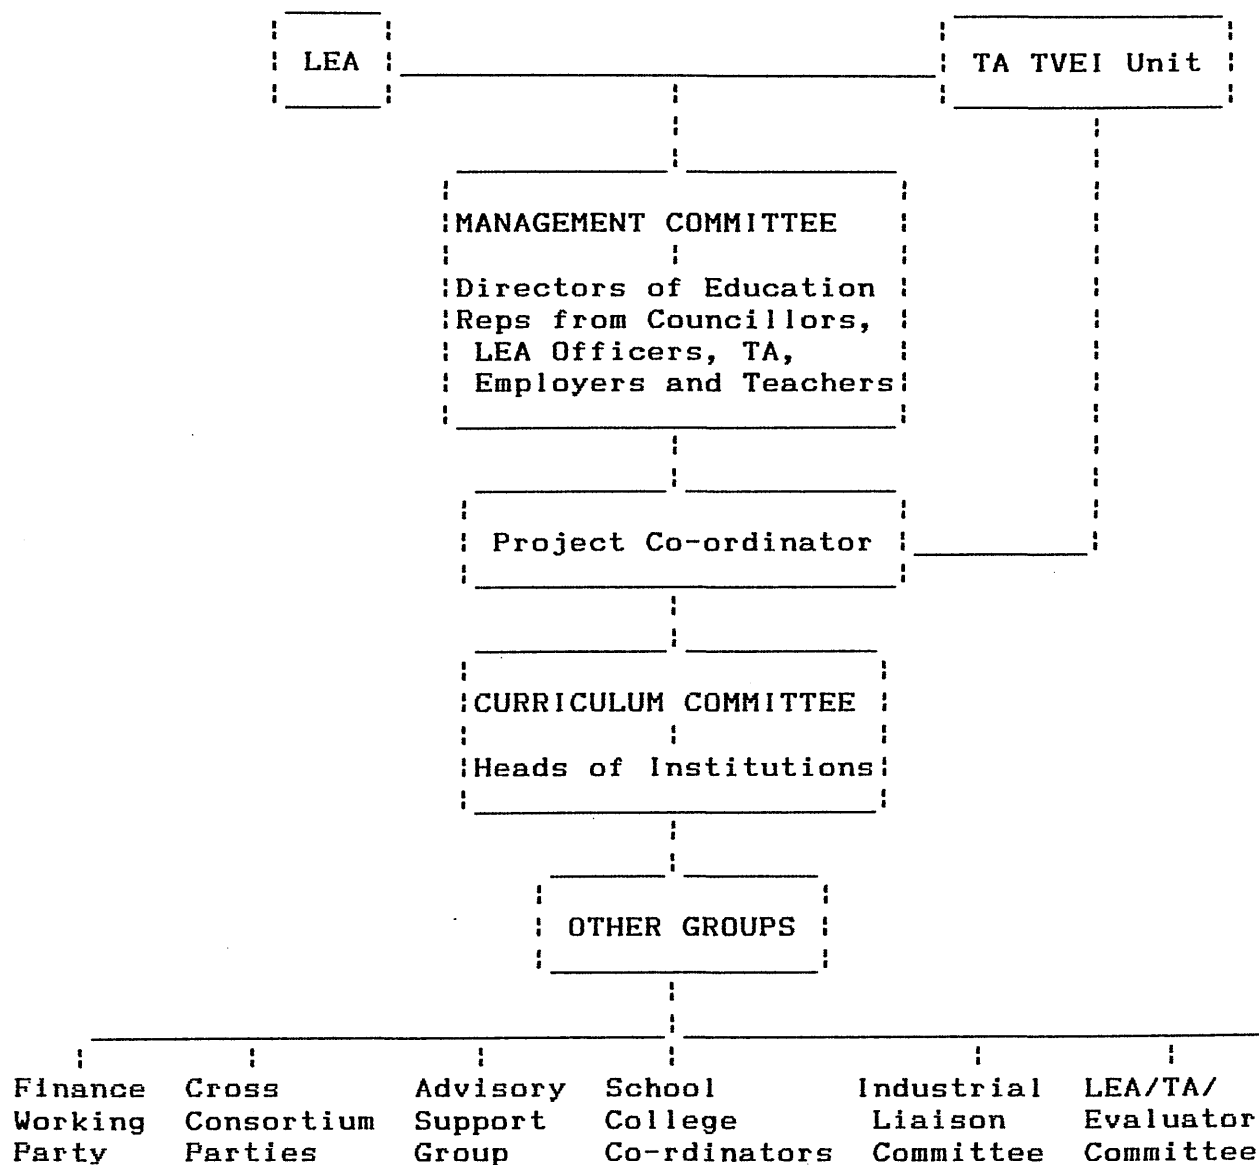 LEA
TA TVEI Unit
MANAGEMENT COMMITTEE
Directors of Education
Reps from Councillors,
LEA Officers, TA,
Employers and Teachers
Project Co-ordinator
CURRICULUM COMMITTEE
Heads of Institutions
OTHER GROUPS
Finance
Working
Party
Cross
Consortium
Parties
Advisory
Support
Group
School
College
Co-rdinators
Industrial
Liaison
Committee
LEA/TA/
Evaluator
Committee